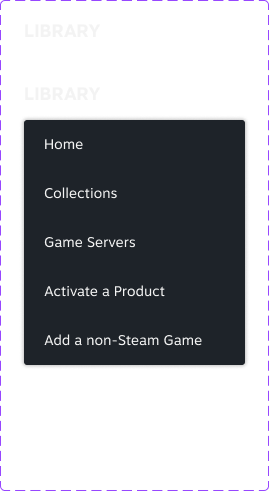 LIBRARY
LIBRARY
Home
Collections
Game Servers
Activate a Product
Add a non-Steam Game